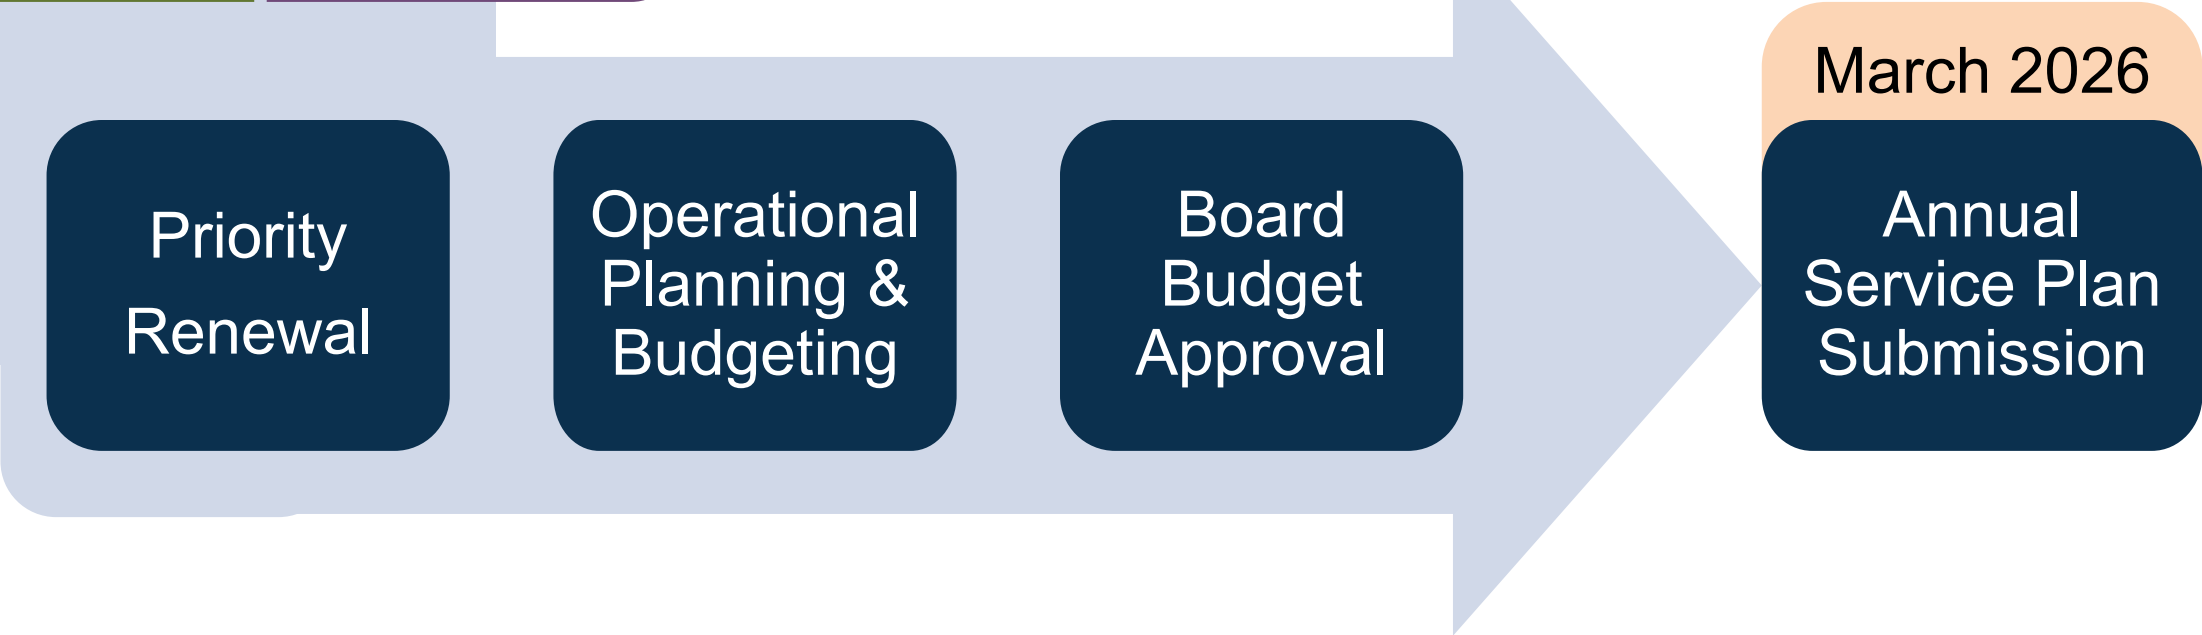 March 2026
Priority
Renewal
Operational
Planning &
Budgeting
Board
Budget
Approval
Annual
Service Plan
Submission